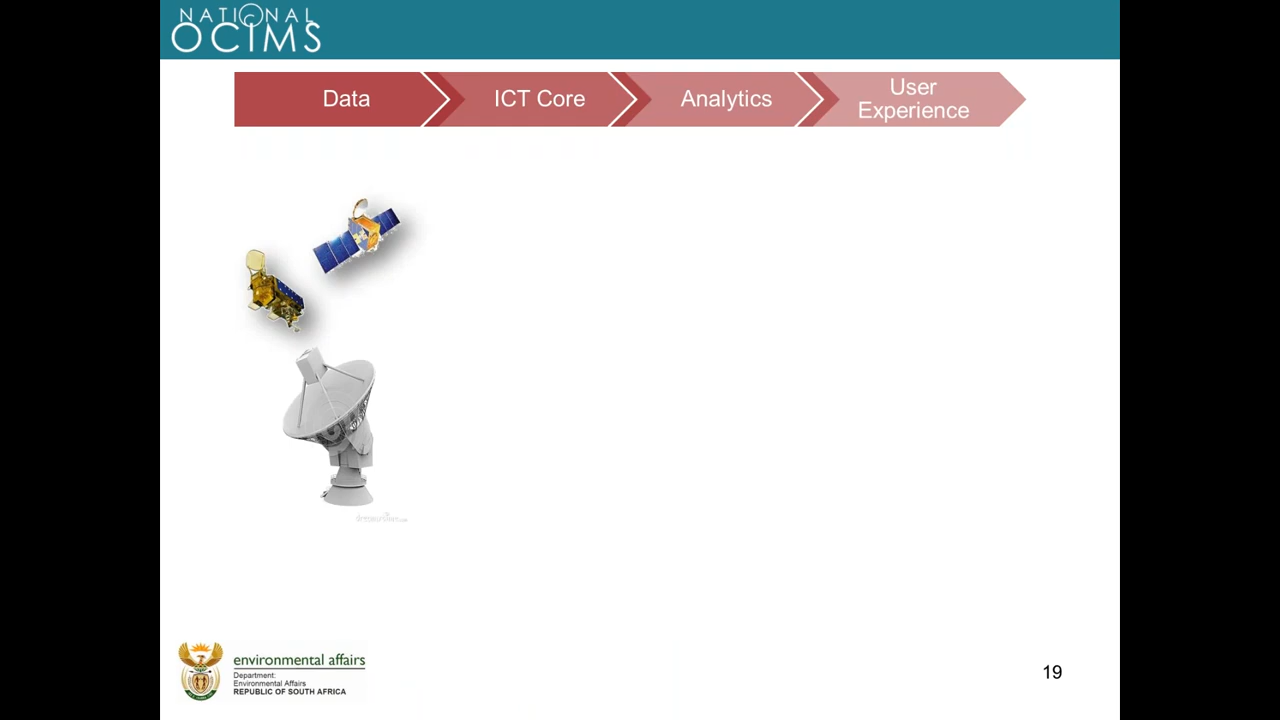 NATIONAL
OCIMS
Data
ICT Core
Analytics
User
Experience
environmental affairs
Department:
Environmental Affairs
REPUBLIC OF SOUTH AFRICA
19